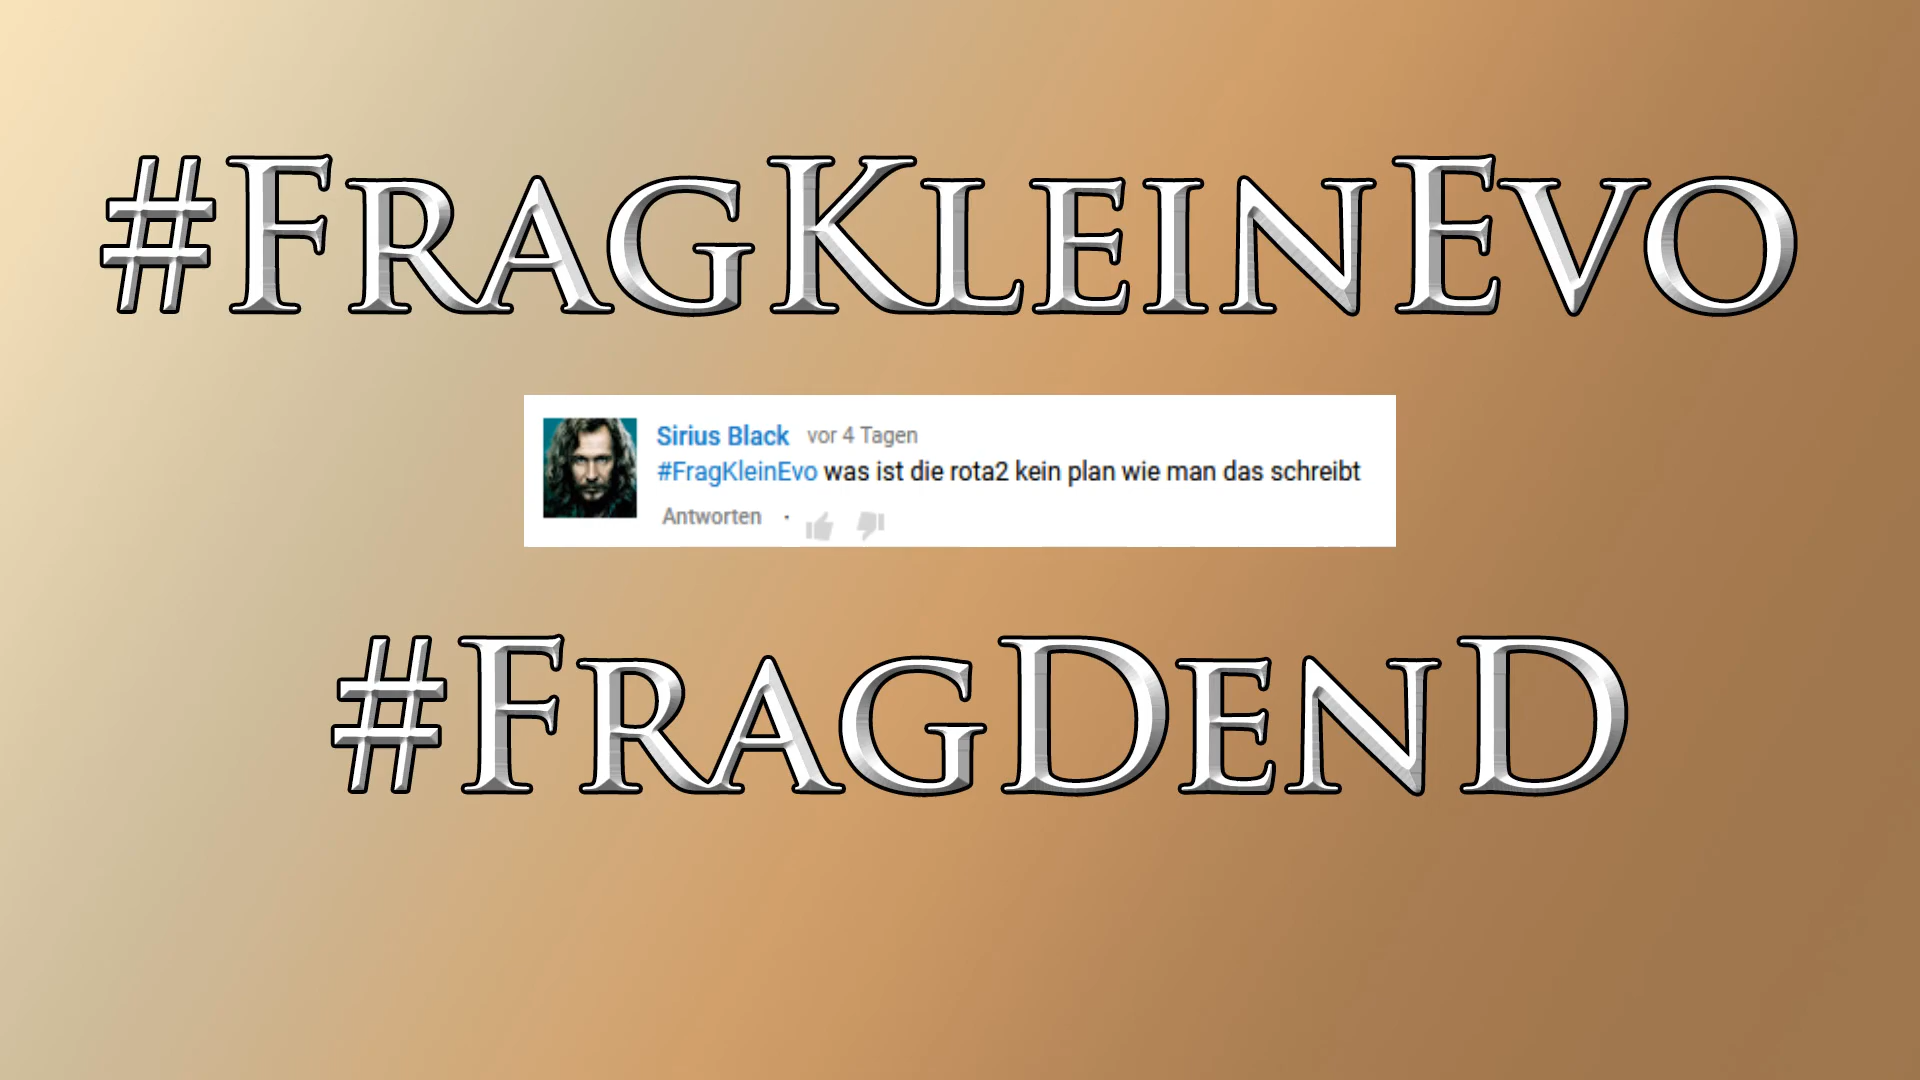 #FragKleinEvo
Sirius Black vor 4 Tagen
#FragKleinEvo was ist die rota2 kein plan wie man das schreibt
Antworten
#FragDenD